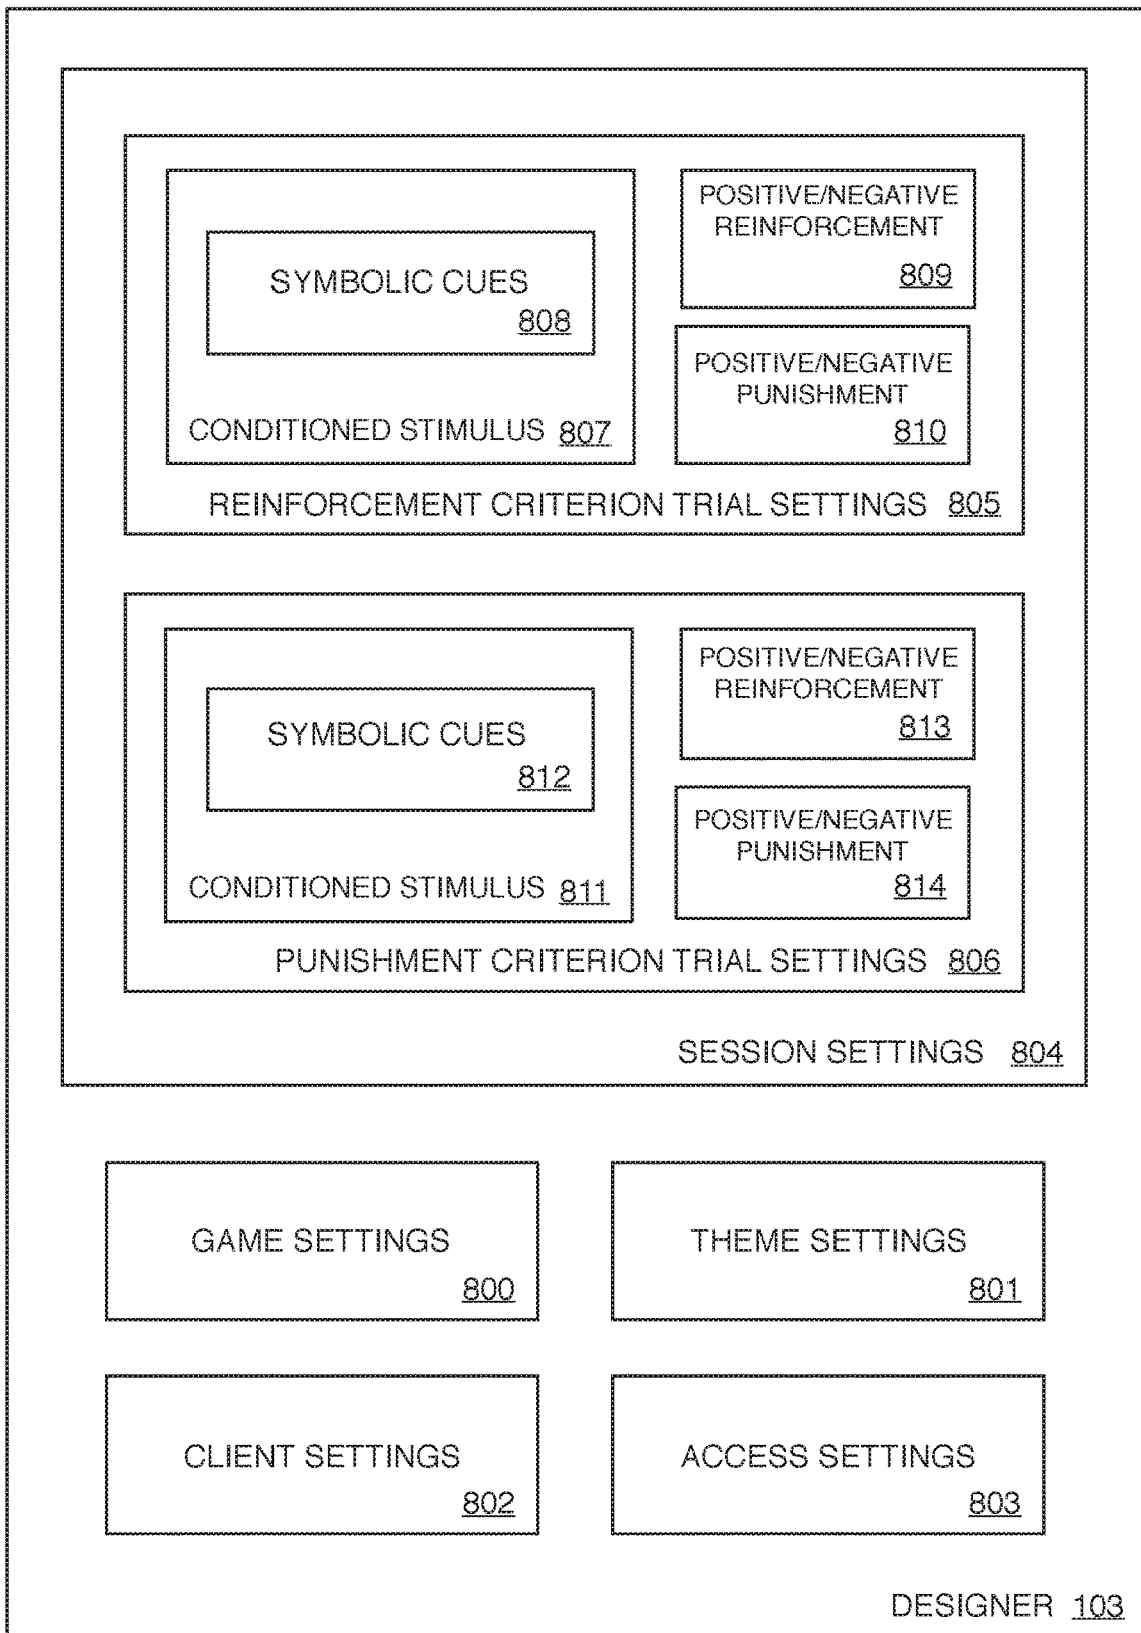 SYMBOLIC CUES
808
CONDITIONED STIMULUS 807
POSITIVE/NEGATIVE
REINFORCEMENT
809
POSITIVE/NEGATIVE
PUNISHMENT
810
REINFORCEMENT CRITERION TRIAL SETTINGS 805
SYMBOLIC CUES
812
CONDITIONED STIMULUS 811
POSITIVE/NEGATIVE
REINFORCEMENT
813
POSITIVE/NEGATIVE
PUNISHMENT
814
PUNISHMENT CRITERION TRIAL SETTINGS 806
SESSION SETTINGS 804
GAME SETTINGS
800
THEME SETTINGS
801
CLIENT SETTINGS
802
ACCESS SETTINGS
803
DESIGNER 103